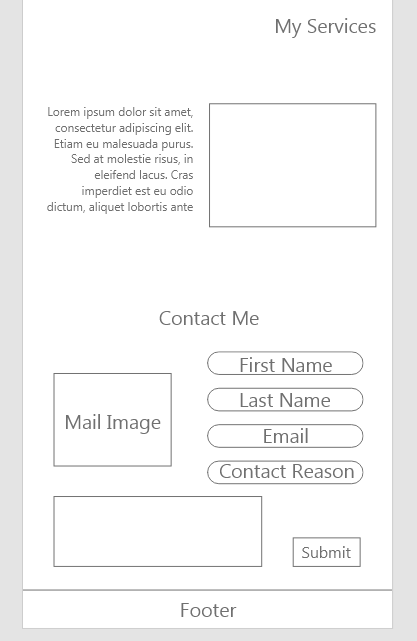 My Services
Lorem ipsum dolor sit amet,
consectetur adipiscing elit.
Etiam eu malesuada purus.
Sed at molestie risus, in
eleifend lacus. Cras
imperdiet est eu odio
dictum, aliquet lobortis ante
Contact Me
First Name
Last Name
Mail Image
Email
Contact Reason
Submit
Footer